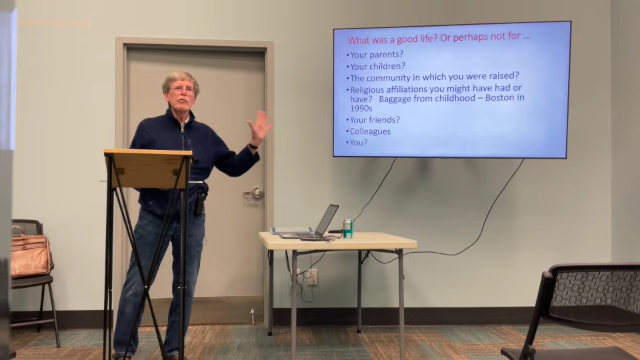 What was a good life? Or perhaps not for ...
•Your parents?
•Your children?
•The community in which you were raised?
•Religious affiliations you might have had or
have? Baggage from childhood – Boston in
1990s
•Your friends?
•Colleagues
•You?